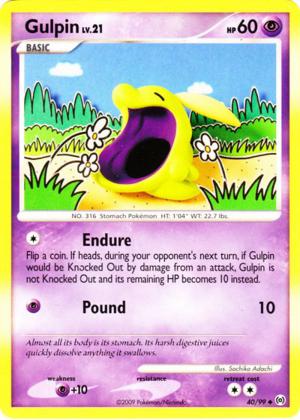 Gulpin LV.21 HP 60
BASIC
NO. 316 Stomach Pokémon HT: 1'04" WT: 22.7 lbs.
Endure
Flip a coin. If heads, during your opponent's next turn, if Gulpin
would be Knocked Out by damage from an attack, Gulpin is
not Knocked Out and its remaining HP becomes 10 instead.
Pound 10
Almost all its body is its stomach. Its harsh digestive juices
quickly dissolve anything it swallows.
Illus. Sachiko Adachi
weakness resistance retreat cost
+10
©2009 Pokémon/Nintendo 40/99